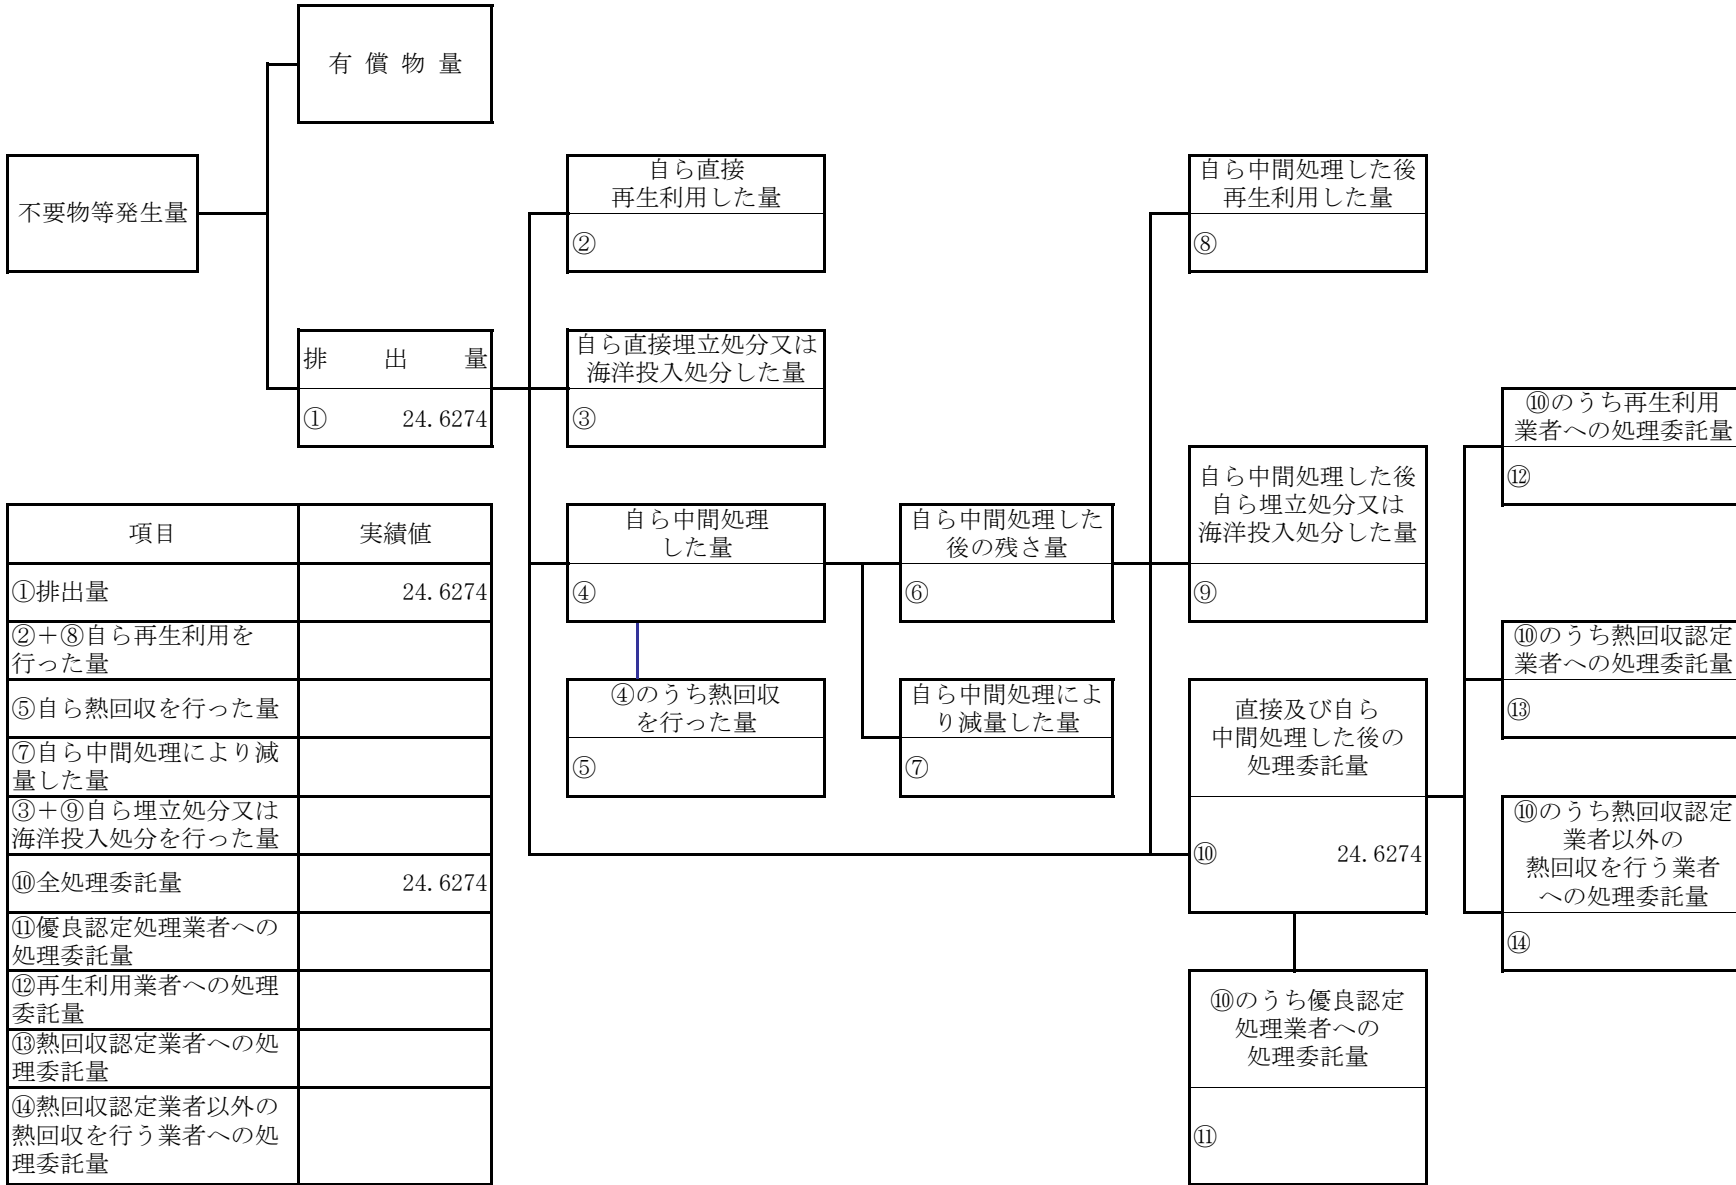 有償物量
不要物等発生量
自ら直接
再生利用した量
②
自ら中間処理した後
再生利用した量
⑧
排出量
① 24.6274
自ら直接埋立処分又は
海洋投入処分した量
③
⑩のうち再生利用
業者への処理委託量
⑫
自ら中間処理した後
自ら埋立処分又は
海洋投入処分した量
⑨
自ら中間処理
した量
④
自ら中間処理した
後の残さ量
⑥
⑩のうち熱回収認定
業者への処理委託量
⑬
④のうち熱回収
を行った量
⑤
自ら中間処理によ
り減量した量
⑦
直接及び自ら
中間処理した後の
処理委託量
⑩ 24.6274
⑩のうち熱回収認定
業者以外の
熱回収を行う業者
への処理委託量
⑭
⑩のうち優良認定
処理業者への
処理委託量
⑪
項目 実績値
①排出量 24.6274
②+⑧自ら再生利用を
行った量
⑤自ら熱回収を行った量
⑦自ら中間処理により減
量した量
③+⑨自ら埋立処分又は
海洋投入処分を行った量
⑩全処理委託量 24.6274
⑪優良認定処理業者への
処理委託量
⑫再生利用業者への処理
委託量
⑬熱回収認定業者への処
理委託量
⑭熱回収認定業者以外の
熱回収を行う業者への処
理委託量